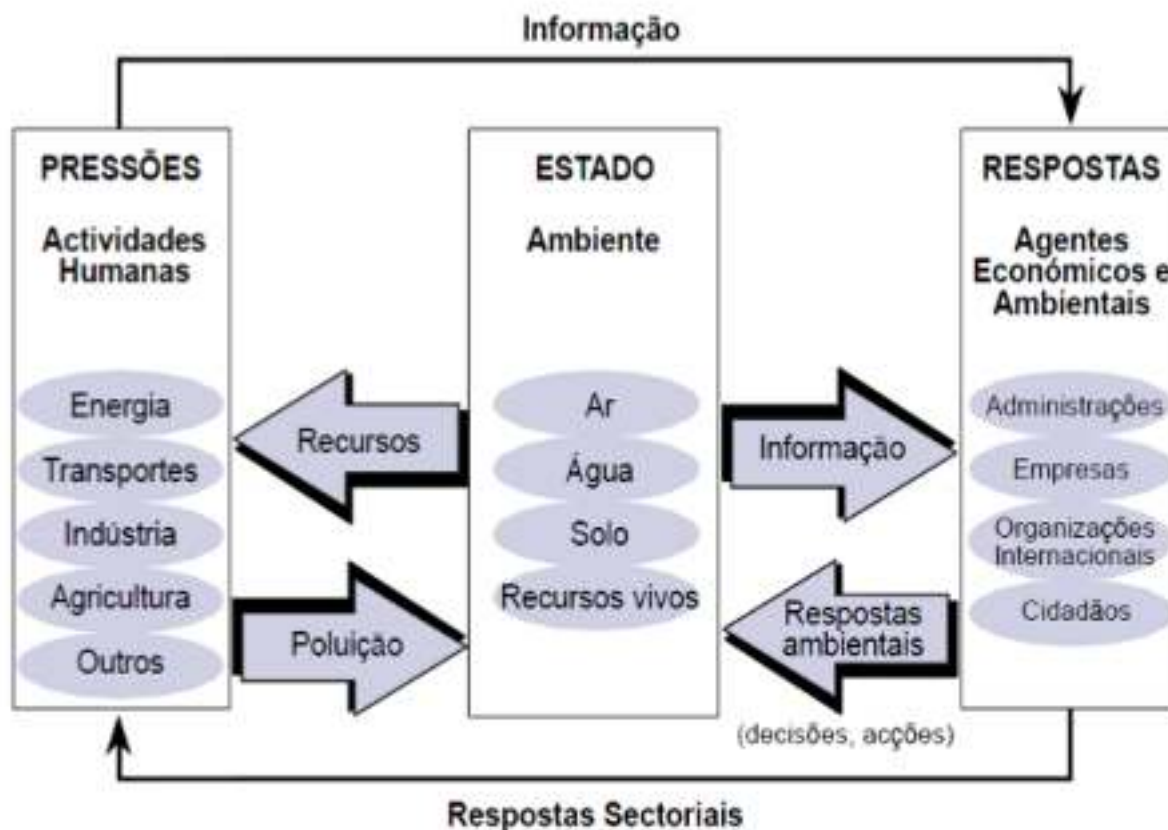 Informação
PRESSÕES
Actividades
Humanas
Energia
Transportes
Indústria
Agricultura
Outros
Recursos
Poluição
ESTADO
Ambiente
Ar
Água
Solo
Recursos vivos
Informação
Respostas
ambientais
(decisões, acções)
RESPOSTAS
Agentes
Económicos e
Ambientais
Administrações
Empresas
Organizações
Internacionais
Cidadãos
Respostas Sectoriais